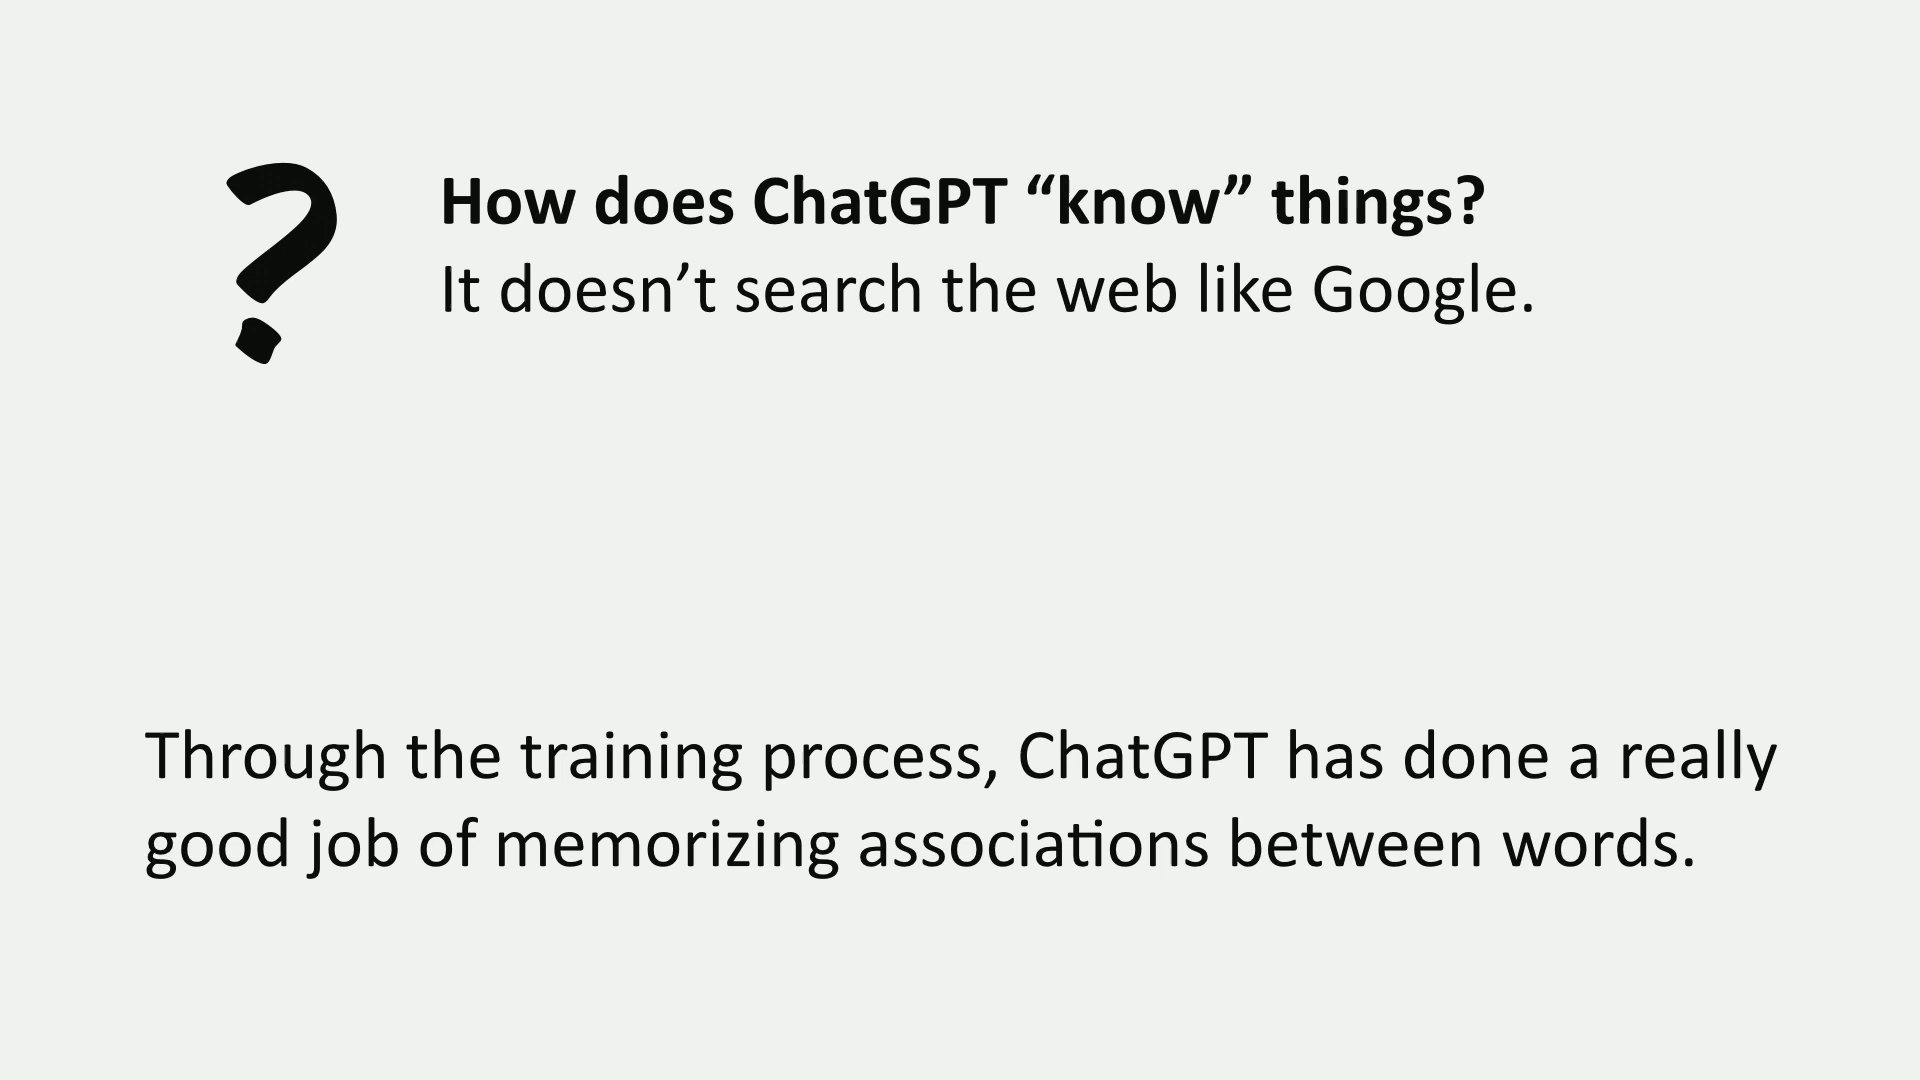 ?
How does ChatGPT “know” things?
It doesn’t search the web like Google.
Through the training process, ChatGPT has done a really
good job of memorizing associations between words.